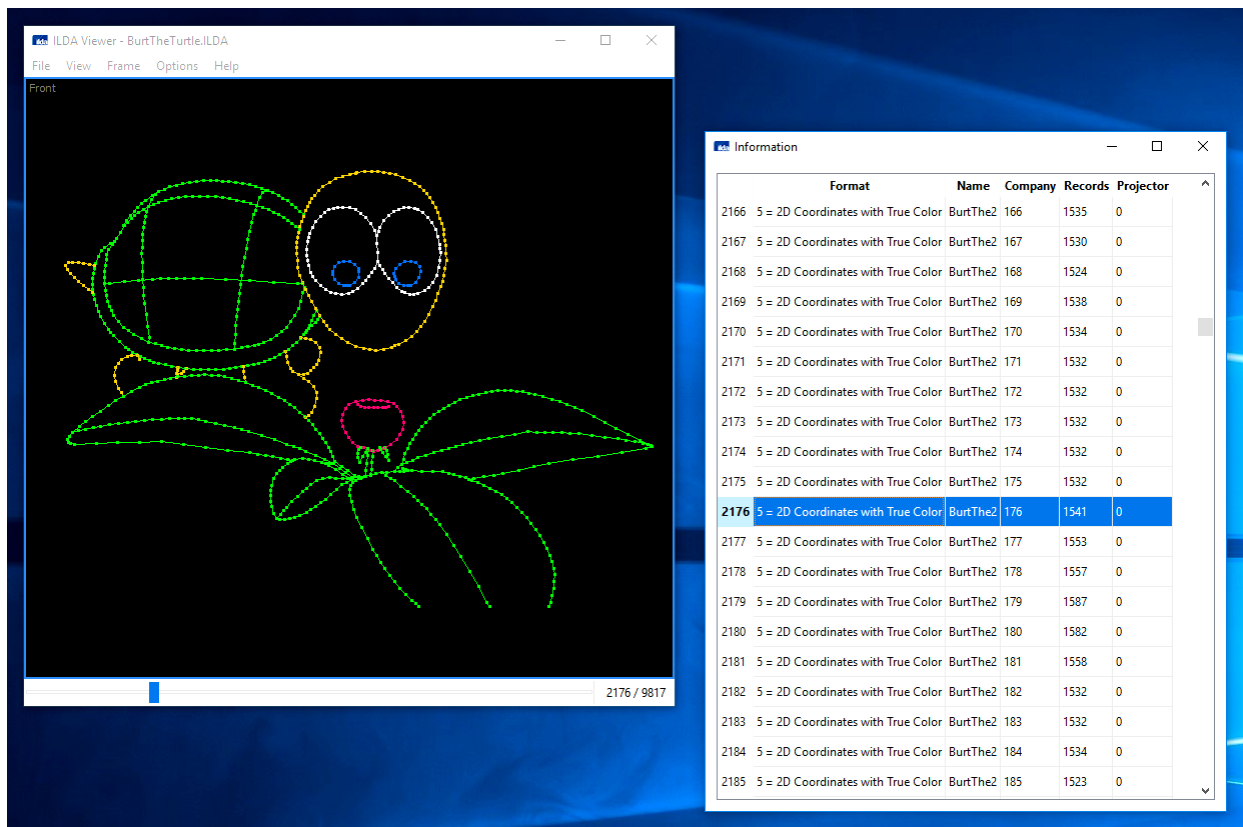 ILDA Viewer - BurtTheTurtle.ILDA
File View Frame Options Help
Front
2176 / 9817
ilda Information
Format Name Company Records Projector
2166 5 = 2D Coordinates with True Color BurtThe2 166 1535 0
2167 5 = 2D Coordinates with True Color BurtThe2 167 1530 0
2168 5 = 2D Coordinates with True Color BurtThe2 168 1524 0
2169 5 = 2D Coordinates with True Color BurtThe2 169 1538 0
2170 5 = 2D Coordinates with True Color BurtThe2 170 1534 0
2171 5 = 2D Coordinates with True Color BurtThe2 171 1532 0
2172 5 = 2D Coordinates with True Color BurtThe2 172 1532 0
2173 5 = 2D Coordinates with True Color BurtThe2 173 1532 0
2174 5 = 2D Coordinates with True Color BurtThe2 174 1532 0
2175 5 = 2D Coordinates with True Color BurtThe2 175 1532 0
2176 5 = 2D Coordinates with True Color BurtThe2 176 1541 0
2177 5 = 2D Coordinates with True Color BurtThe2 177 1553 0
2178 5 = 2D Coordinates with True Color BurtThe2 178 1557 0
2179 5 = 2D Coordinates with True Color BurtThe2 179 1587 0
2180 5 = 2D Coordinates with True Color BurtThe2 180 1582 0
2181 5 = 2D Coordinates with True Color BurtThe2 181 1558 0
2182 5 = 2D Coordinates with True Color BurtThe2 182 1532 0
2183 5 = 2D Coordinates with True Color BurtThe2 183 1532 0
2184 5 = 2D Coordinates with True Color BurtThe2 184 1534 0
2185 5 = 2D Coordinates with True Color BurtThe2 185 1523 0